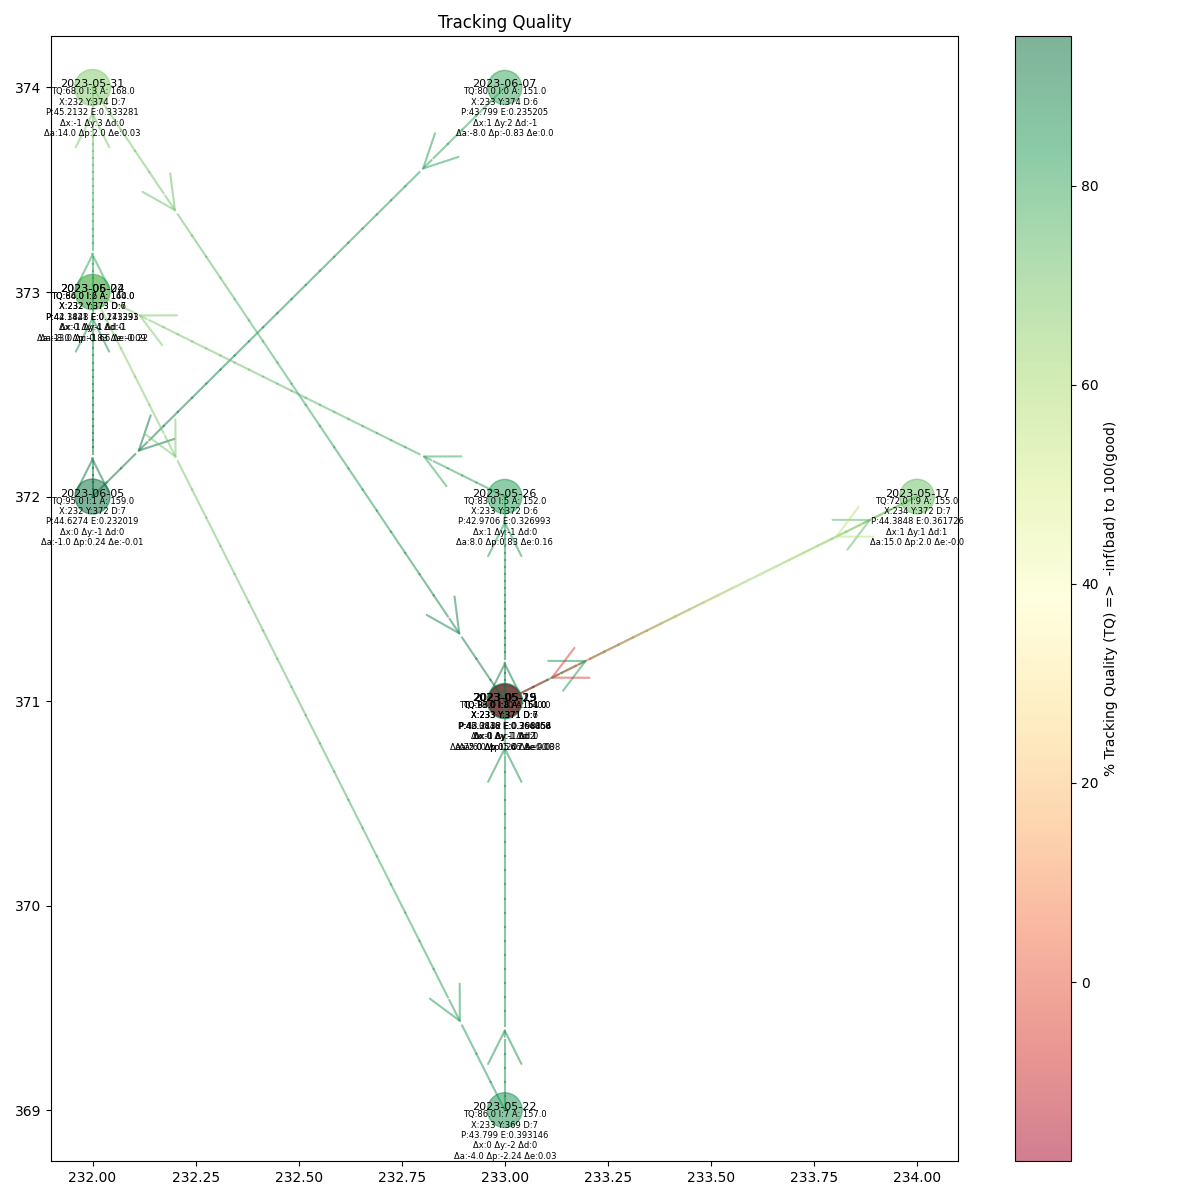 Tracking Quality
374
373
372
371
370
369
2023-05-31
TQ:68.0 I:3 A: 168.0
X:232 Y:374 D:7
P:45.2132 E:0.333281
Δx:-1 Δy:3 Δd:0
Δa:14.0 Δp:2.0 Δe:0.03
2023-06-07
TQ:80.0 I:0 A: 151.0
X:233 Y:374 D:6
P:43.799 E:0.235205
Δx:1 Δy:2 Δd:-1
Δa:-8.0 Δp:-0.83 Δe:0.0
X:232 Y:373
2023-06-05
TQ:95.0 I:1 A: 159.0
X:232 Y:372 D:7
P:44.6274 E:0.232019
Δx:0 Δy:-1 Δd:0
Δa:-1.0 Δp:0.24 Δe:-0.01
2023-05-26
TQ:83.0 I:5 A: 152.0
X:233 Y:372 D:6
P:42.9706 E:0.326993
Δx:1 Δy:-1 Δd:0
Δa:8.0 Δp:0.83 Δe:0.16
2023-05-17
TQ:72.0 I:9 A: 155.0
X:234 Y:372 D:7
P:44.3848 E:0.361726
Δx:1 Δy:1 Δd:1
Δa:15.0 Δp:2.0 Δe:-0.0
X:233 Y:371
2023-05-22
TQ:86.0 I:7 A: 157.0
X:233 Y:369 D:7
P:43.799 E:0.393146
Δx:0 Δy:-2 Δd:0
Δa:-4.0 Δp:-2.24 Δe:0.03
232.00
232.25
232.50
232.75
233.00
233.25
233.50
233.75
234.00
80
60
40
20
0
% Tracking Quality (TQ) => -inf(bad) to 100(good)